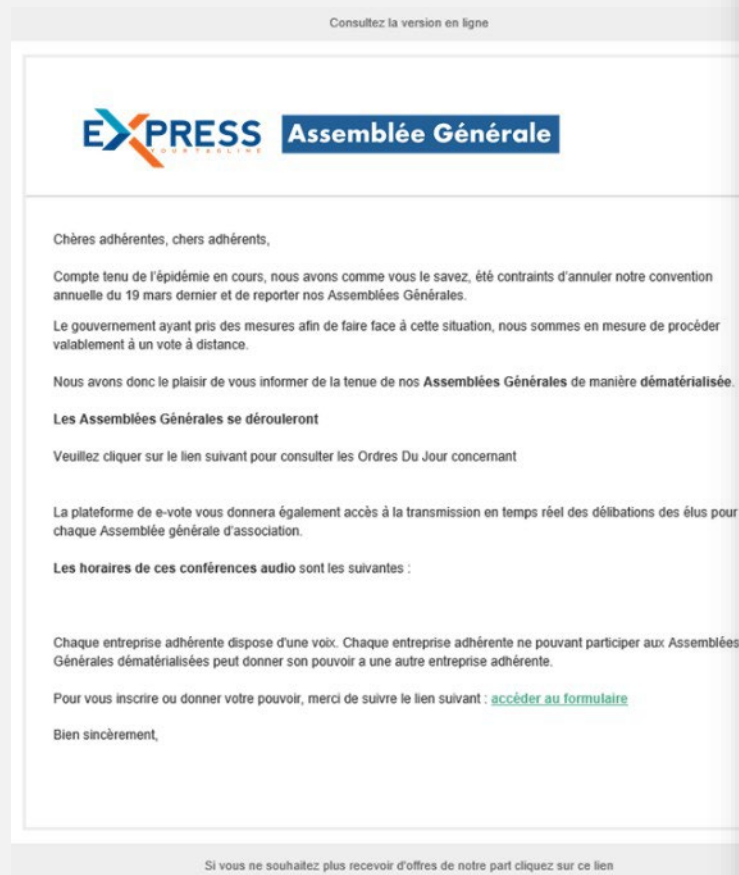 Consultez la version en ligne
EXPRESS
YOUR TAGLINE
Assemblée Générale
Chères adhérentes, chers adhérents,
Compte tenu de l'épidémie en cours, nous avons comme vous le savez, été contraints d'annuler notre convention
annuelle du 19 mars dernier et de reporter nos Assemblées Générales.
Le gouvernement ayant pris des mesures afin de faire face à cette situation, nous sommes en mesure de procéder
valablement à un vote à distance.
Nous avons donc le plaisir de vous informer de la tenue de nos Assemblées Générales de manière dématérialisée.
Les Assemblées Générales se dérouleront
Veuillez cliquer sur le lien suivant pour consulter les Ordres Du Jour concernant
La plateforme de e-vote vous donnera également accès à la transmission en temps réel des délibations des élus pour
chaque Assemblée générale d'association.
Les horaires de ces conférences audio sont les suivantes :
Chaque entreprise adhérente dispose d'une voix. Chaque entreprise adhérente ne pouvant participer aux Assemblées
Générales dématérialisées peut donner son pouvoir a une autre entreprise adhérente.
Pour vous inscrire ou donner votre pouvoir, merci de suivre le lien suivant : accéder au formulaire
Bien sincèrement,
Si vous ne souhaitez plus recevoir d'offres de notre part cliquez sur ce lien